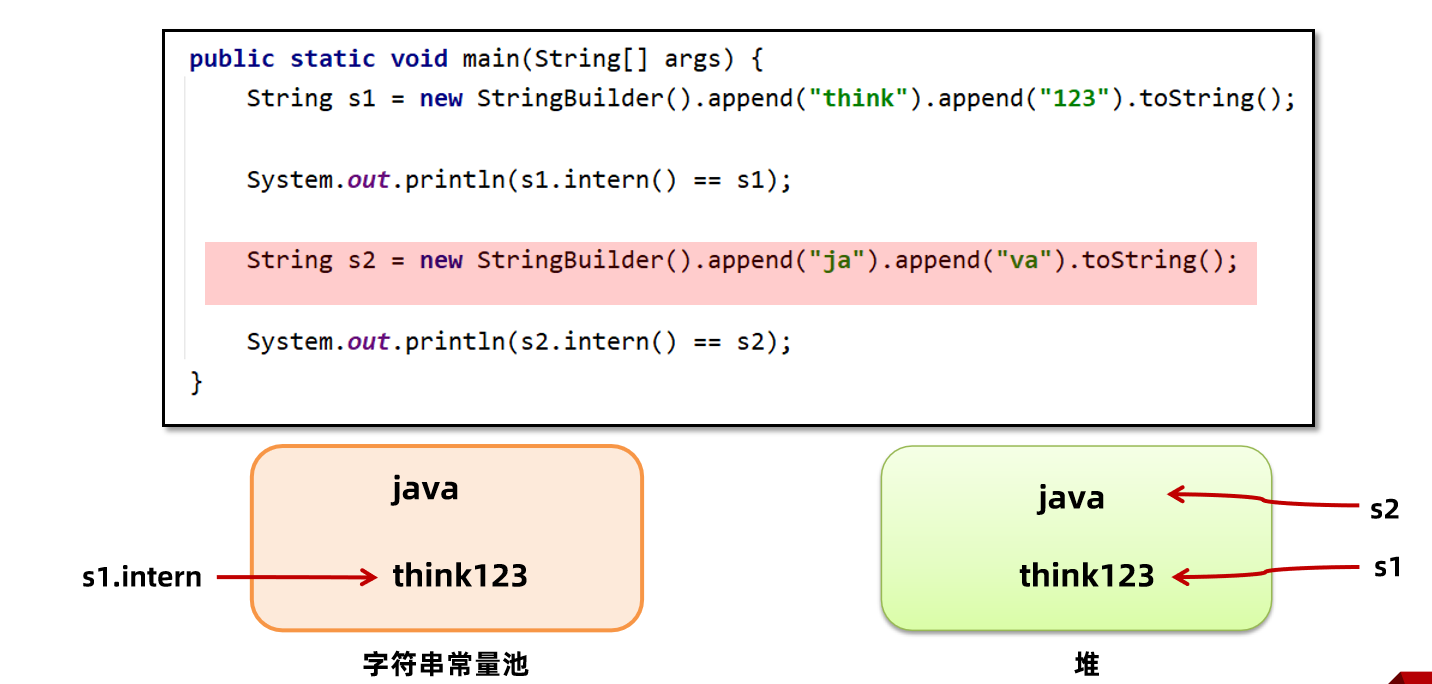 public static void main(String[] args) {
String s1 = new StringBuilder().append("think").append("123").toString();
System.out.println(s1.intern() == s1);
String s2 = new StringBuilder().append("ja").append("va").toString();
System.out.println(s2.intern() == s2);
}
java
think123
s1.intern
字符串常量池
java
s2
think123
s1
堆